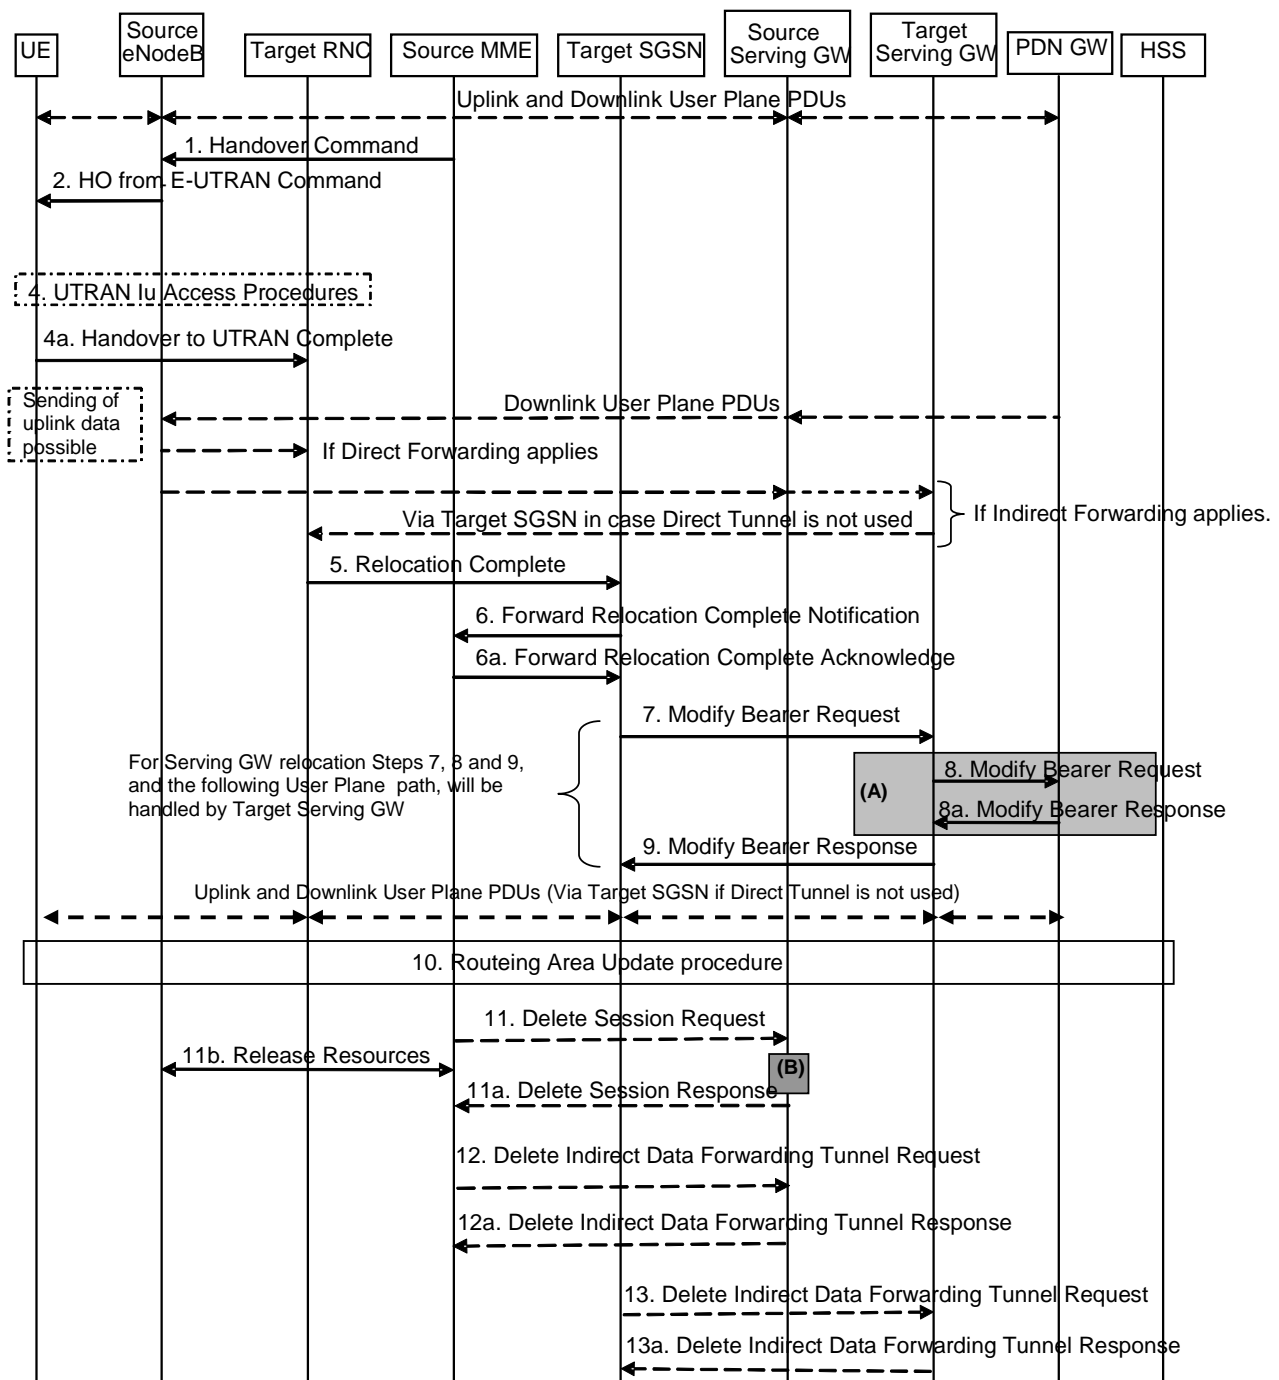 UE
Source
eNodeB
Target RNC
Source MME
Target SGSN
Source
Serving GW
Target
Serving GW
PDN GW
HSS
Uplink and Downlink User Plane PDUs
1. Handover Command
2. HO from E-UTRAN Command
4. UTRAN Iu Access Procedures
4a. Handover to UTRAN Complete
Sending of
uplink data
possible
Downlink User Plane PDUs
If Direct Forwarding applies
Via Target SGSN in case Direct Tunnel is not used
If Indirect Forwarding applies.
5. Relocation Complete
6. Forward Relocation Complete Notification
6a. Forward Relocation Complete Acknowledge
7. Modify Bearer Request
For Serving GW relocation Steps 7, 8 and 9,
and the following User Plane path, will be
handled by Target Serving GW
(A)
8. Modify Bearer Request
8a. Modify Bearer Response
9. Modify Bearer Response
Uplink and Downlink User Plane PDUs (Via Target SGSN if Direct Tunnel is not used)
10. Routeing Area Update procedure
11. Delete Session Request
11b. Release Resources
(B)
11a. Delete Session Response
12. Delete Indirect Data Forwarding Tunnel Request
12a. Delete Indirect Data Forwarding Tunnel Response
13. Delete Indirect Data Forwarding Tunnel Request
13a. Delete Indirect Data Forwarding Tunnel Response